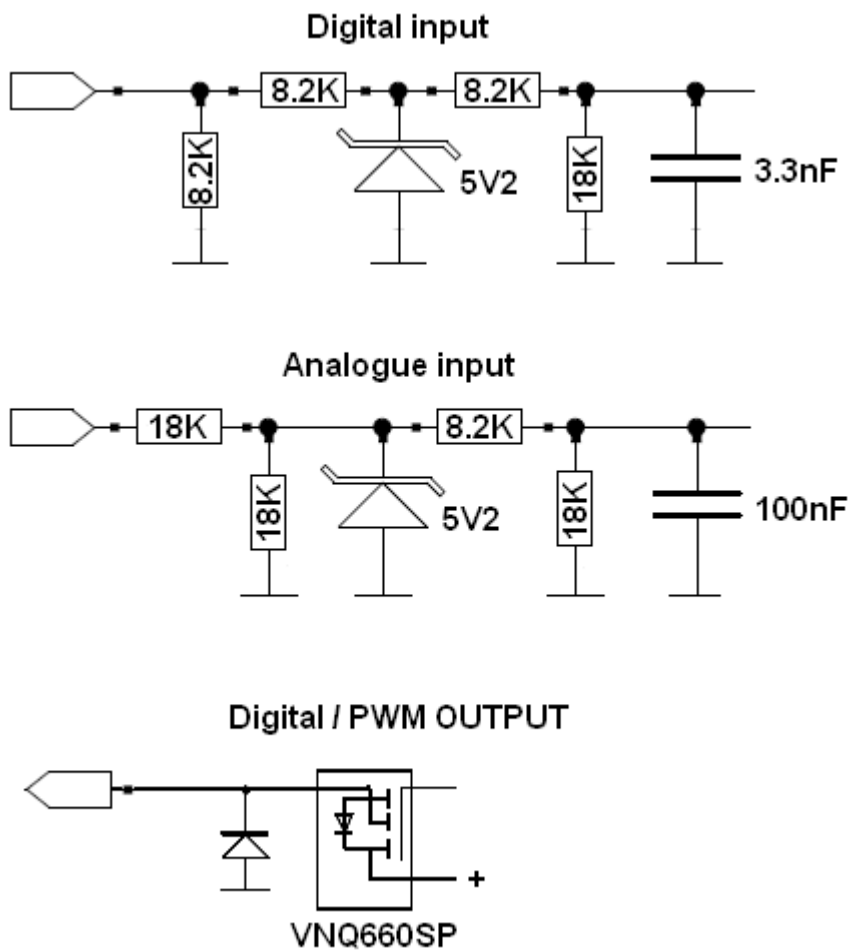 Digital input
8.2K
8.2K
8.2K
5V2
18K
3.3nF
Analogue input
18K
8.2K
18K
5V2
18K
100nF
Digital / PWM OUTPUT
+
VNQ660SP